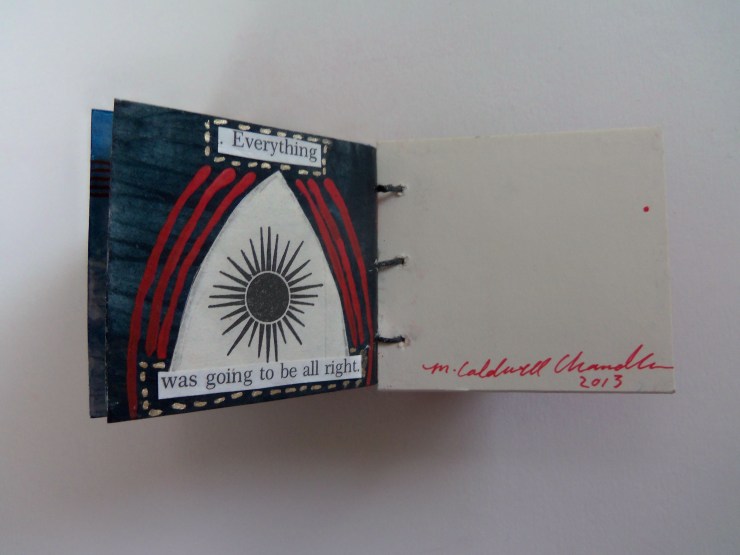 . Everything
was going to be all right.
M. Caldwell Chandler
2013